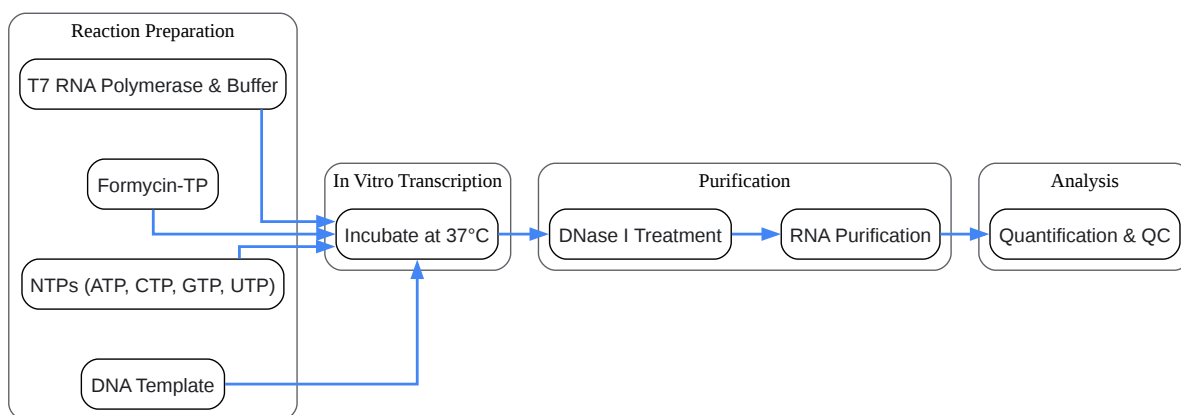 Reaction Preparation
T7 RNA Polymerase & Buffer
Formycin-TP
NTPs (ATP, CTP, GTP, UTP)
DNA Template
In Vitro Transcription
Incubate at 37°C
Purification
DNase I Treatment
RNA Purification
Analysis
Quantification & QC